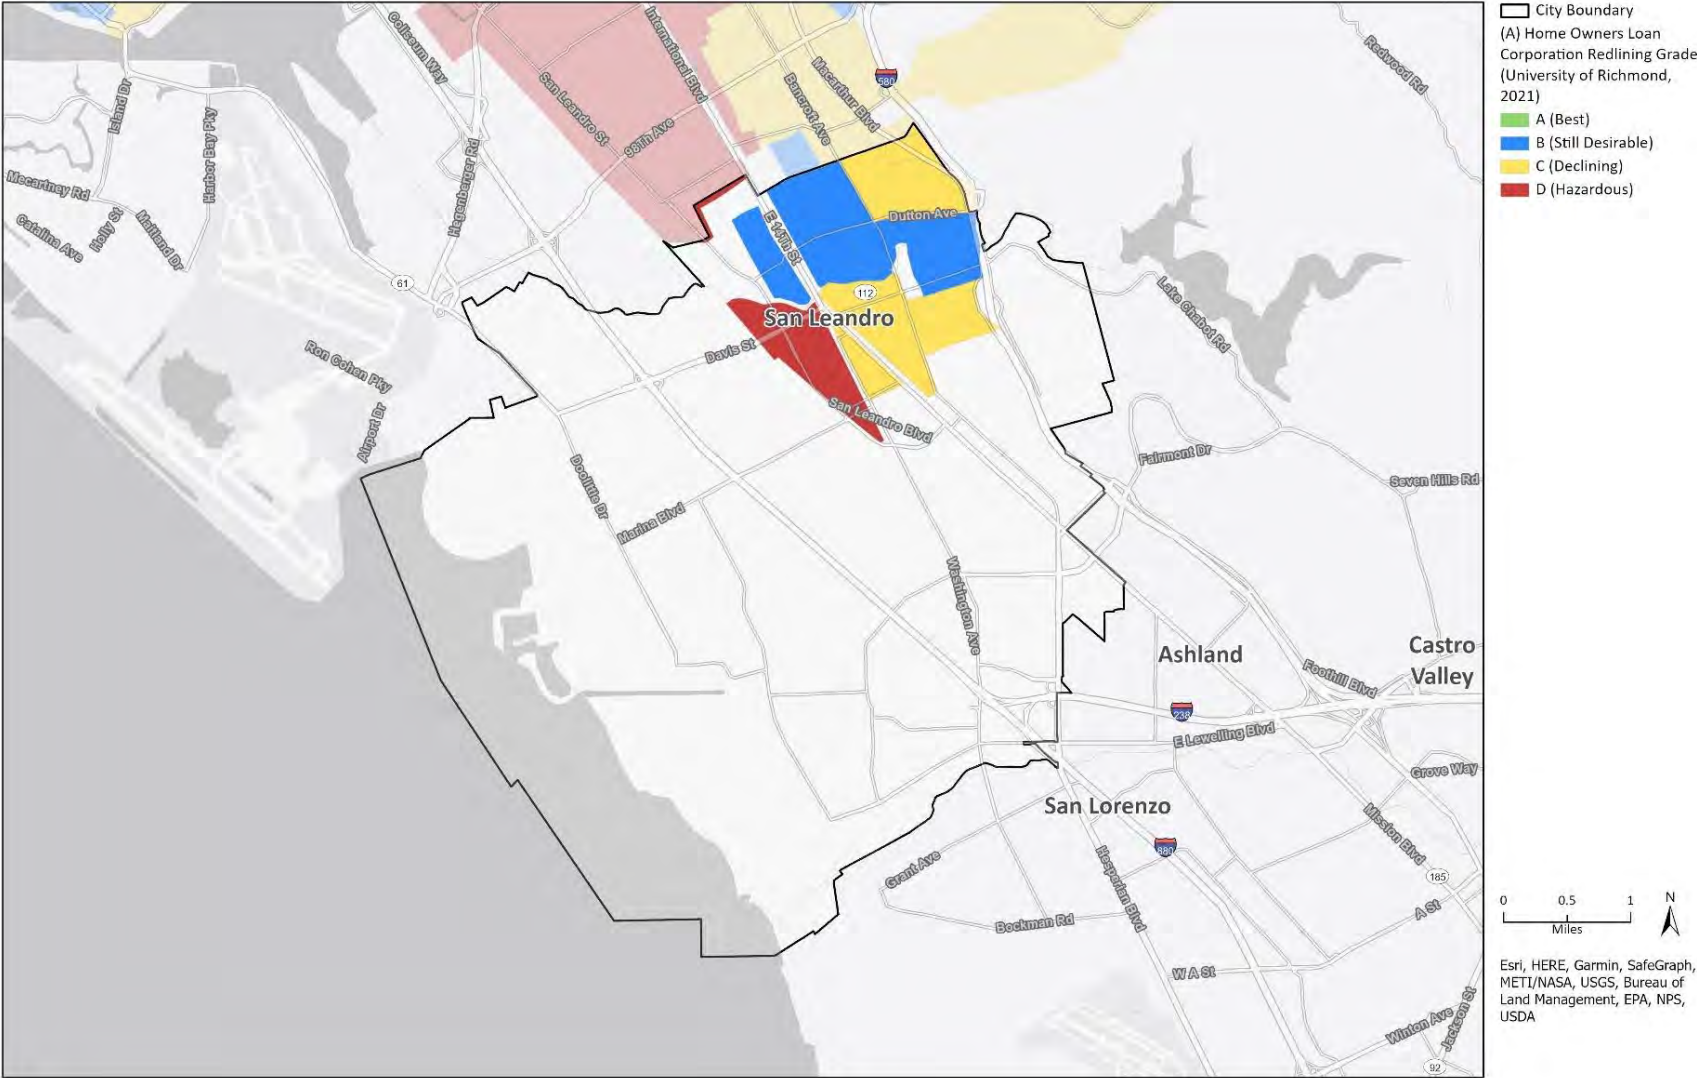 City Boundary
(A) Home Owners Loan
Corporation Redlining Grade
(University of Richmond,
2021)
A (Best)
B (Still Desirable)
C (Declining)
D (Hazardous)
Coliseum Way
International Blvd
Redwood Rd
Island Dr
Harbor Bay Pky
San Leandro St
98Th Ave
Bancroft Ave
Macarthur Blvd
580
Mecartney Rd
Holly St
Catalina Ave
Maitland Dr
Hegenberger Rd
61
E 14Th St
Dutton Ave
112
San Leandro
Davis St
Lake Chabot Rd
Ron Cohen Pky
Airport Dr
San Leandro Blvd
Fairmont Dr
Seven Hills Rd
Doolittle Dr
Marina Blvd
Washington Ave
Ashland
Castro
Valley
Foothill Blvd
238
E Lewelling Blvd
Grove Way
San Lorenzo
Mission Blvd
880
Grant Ave
Hesperian Blvd
185
Bockman Rd
A St
W A St
Winton Ave
Jackson St
92
0 0.5 1
Miles
N
Esri, HERE, Garmin, SafeGraph,
METI/NASA, USGS, Bureau of
Land Management, EPA, NPS,
USDA